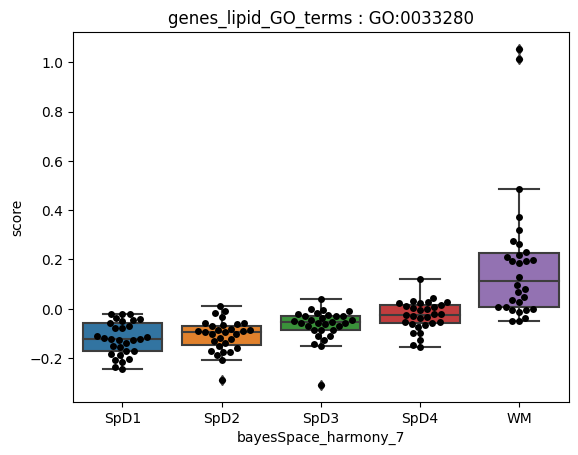 genes_lipid_GO_terms : GO:0033280
score
1.0
0.8
0.6
0.4
0.2
0.0
−0.2
SpD1 SpD2 SpD3 SpD4 WM
bayesSpace_harmony_7